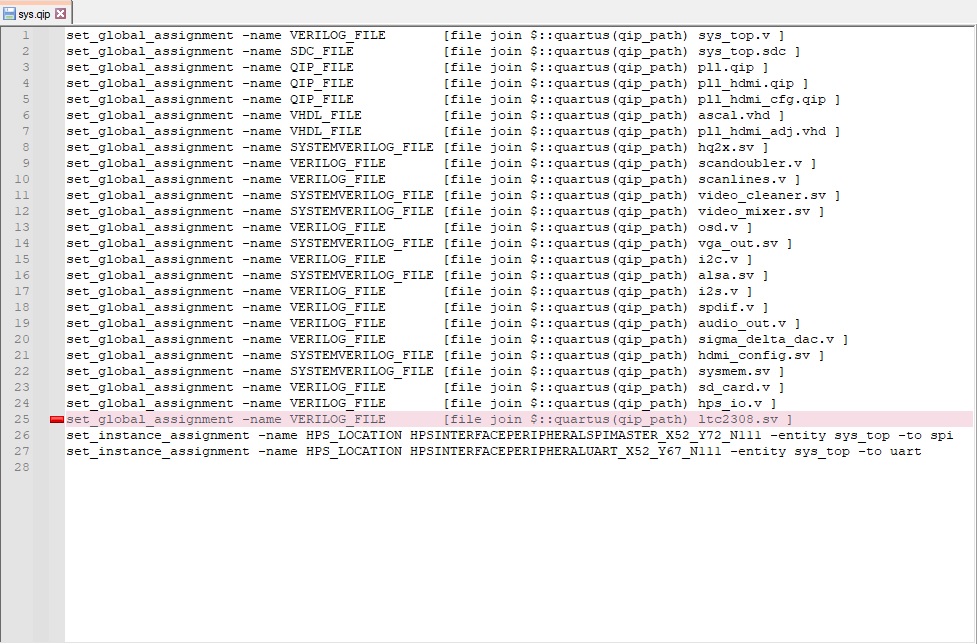 sys.qip
1 set_global_assignment -name VERILOG_FILE [file join $::quartus(qip_path) sys_top.v ]
2 set_global_assignment -name SDC_FILE [file join $::quartus(qip_path) sys_top.sdc ]
3 set_global_assignment -name QIP_FILE [file join $::quartus(qip_path) pll.qip ]
4 set_global_assignment -name QIP_FILE [file join $::quartus(qip_path) pll_hdmi.qip ]
5 set_global_assignment -name QIP_FILE [file join $::quartus(qip_path) pll_hdmi_cfg.qip ]
6 set_global_assignment -name VHDL_FILE [file join $::quartus(qip_path) ascal.vhd ]
7 set_global_assignment -name VHDL_FILE [file join $::quartus(qip_path) pll_hdmi_adj.vhd ]
8 set_global_assignment -name SYSTEMVERILOG_FILE [file join $::quartus(qip_path) hq2x.sv ]
9 set_global_assignment -name VERILOG_FILE [file join $::quartus(qip_path) scandoubler.v ]
10 set_global_assignment -name VERILOG_FILE [file join $::quartus(qip_path) scanlines.v ]
11 set_global_assignment -name SYSTEMVERILOG_FILE [file join $::quartus(qip_path) video_cleaner.sv ]
12 set_global_assignment -name SYSTEMVERILOG_FILE [file join $::quartus(qip_path) video_mixer.sv ]
13 set_global_assignment -name VERILOG_FILE [file join $::quartus(qip_path) osd.v ]
14 set_global_assignment -name SYSTEMVERILOG_FILE [file join $::quartus(qip_path) vga_out.sv ]
15 set_global_assignment -name VERILOG_FILE [file join $::quartus(qip_path) i2c.v ]
16 set_global_assignment -name SYSTEMVERILOG_FILE [file join $::quartus(qip_path) alsa.sv ]
17 set_global_assignment -name VERILOG_FILE [file join $::quartus(qip_path) i2s.v ]
18 set_global_assignment -name VERILOG_FILE [file join $::quartus(qip_path) spdif.v ]
19 set_global_assignment -name VERILOG_FILE [file join $::quartus(qip_path) audio_out.v ]
20 set_global_assignment -name VERILOG_FILE [file join $::quartus(qip_path) sigma_delta_dac.v ]
21 set_global_assignment -name SYSTEMVERILOG_FILE [file join $::quartus(qip_path) hdmi_config.sv ]
22 set_global_assignment -name SYSTEMVERILOG_FILE [file join $::quartus(qip_path) sysmem.sv ]
23 set_global_assignment -name VERILOG_FILE [file join $::quartus(qip_path) sd_card.v ]
24 set_global_assignment -name VERILOG_FILE [file join $::quartus(qip_path) hps_io.v ]
25 set_global_assignment -name VERILOG_FILE [file join $::quartus(qip_path) ltc2308.sv ]
26 set_instance_assignment -name HPS_LOCATION HPSINTERFACEPERIPHERALSPIMASTER_X52_Y72_N111 -entity sys_top -to spi
27 set_instance_assignment -name HPS_LOCATION HPSINTERFACEPERIPHERALUART_X52_Y67_N111 -entity sys_top -to uart
28